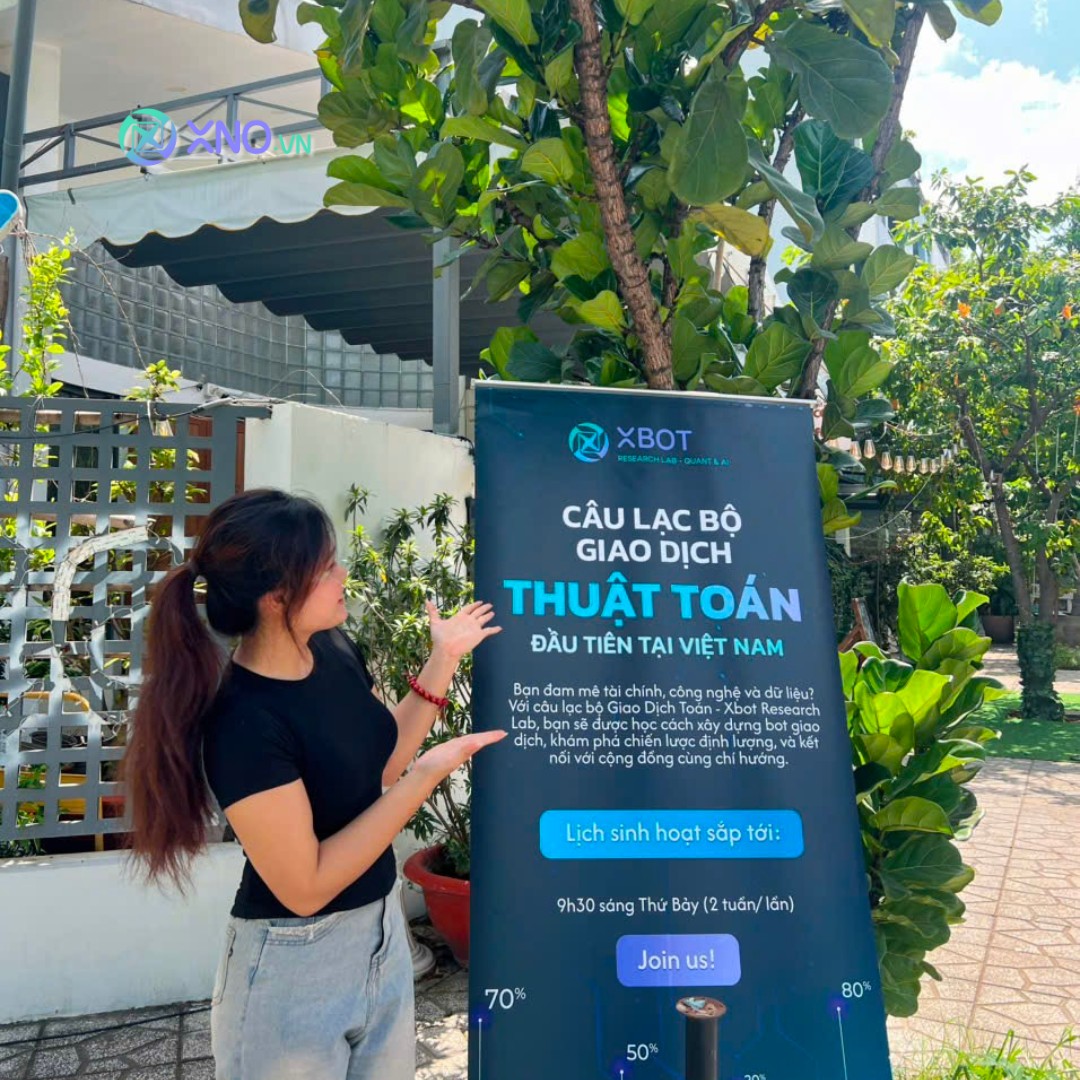 XNO.VN
XBOT
RESEARCH LAB - QUANT & AI
CÂU LẠC BỘ
GIAO DỊCH
THUẬT TOÁN
ĐẦU TIÊN TẠI VIỆT NAM
Bạn đam mê tài chính, công nghệ và dữ liệu?
Với câu lạc bộ Giao Dịch Toán - Xbot Research
Lab, bạn sẽ được học cách xây dựng bot giao
dịch, khám phá chiến lược định lượng, và kết
nối với cộng đồng cùng chí hướng.
Lịch sinh hoạt sắp tới:
9h30 sáng Thứ Bảy (2 tuần/ lần)
Join us!
70%
80%
50%